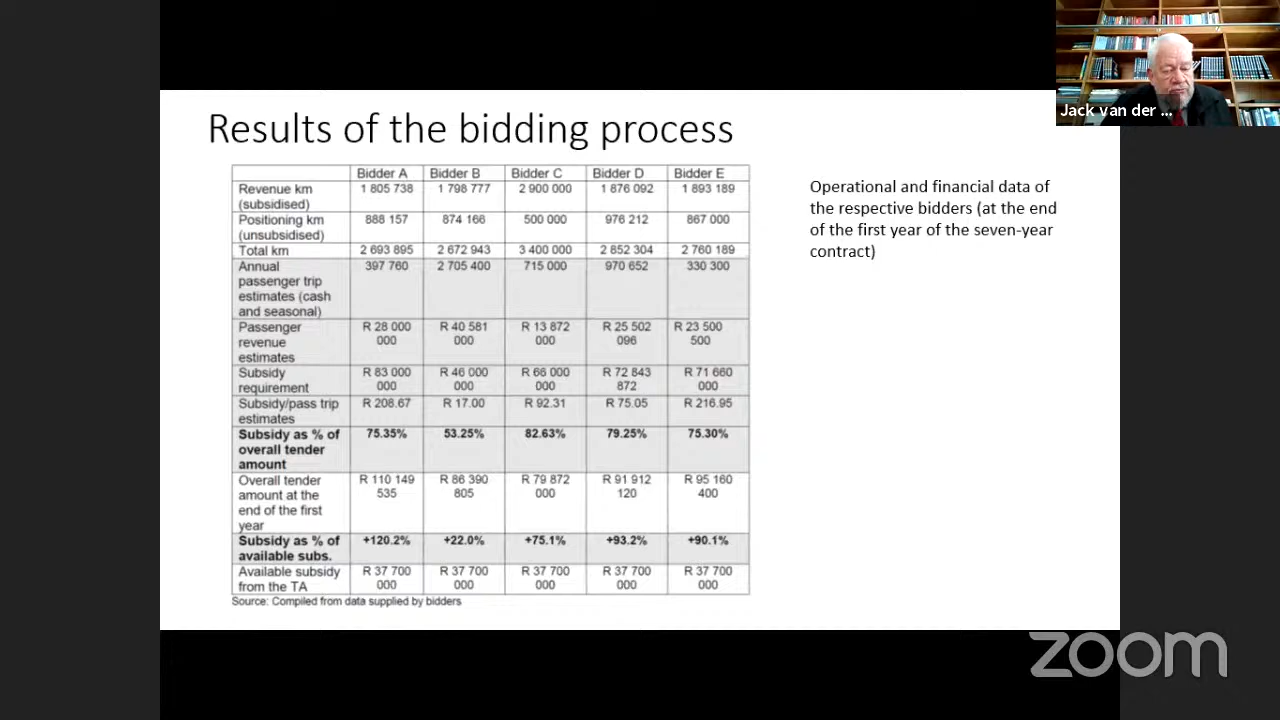 Jack van der ...
Results of the bidding process
Bidder A Bidder B Bidder C Bidder D Bidder E
Revenue km 1 805 738 1 798 777 2 900 000 1 876 092 1 893 189
(subsidised)
Positioning km 888 157 874 166 500 000 976 212 867 000
(unsubsidised)
Total km 2 693 895 2 672 943 3 400 000 2 852 304 2 760 189
Annual 397 760 2 705 400 715 000 970 652 330 300
passenger trip
estimates (cash
and seasonal)
Passenger R 28 000 R 40 581 R 13 872 R 25 502 R 23 500
revenue 000 000 000 096 500
estimates
Subsidy R 83 000 R 46 000 R 66 000 R 72 843 R 71 660
requirement 000 000 000 872 000
Subsidy/pass trip R 208.67 R 17.00 R 92.31 R 75.05 R 216.95
estimates
Subsidy as % of 75.35% 53.25% 82.63% 79.25% 75.30%
overall tender
amount
Overall tender R 110 149 R 86 390 R 79 872 R 91 912 R 95 160
amount at the 535 805 000 120 400
end of the first
year
Subsidy as % of +120.2% +22.0% +75.1% +93.2% +90.1%
available subs.
Available subsidy R 37 700 R 37 700 R 37 700 R 37 700 R 37 700
from the TA 000 000 000 000 000
Source: Compiled from data supplied by bidders
Operational and financial data of
the respective bidders (at the end
of the first year of the seven-year
contract)
zoom